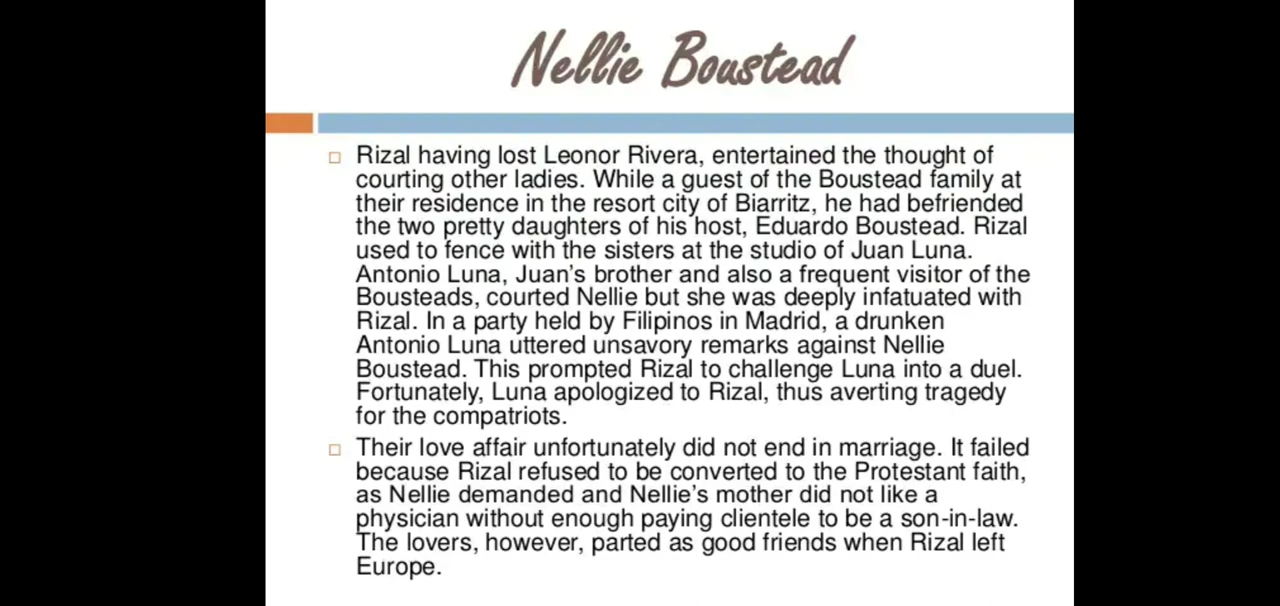 Nellie Boustead
Rizal having lost Leonor Rivera, entertained the thought of
courting other ladies. While a guest of the Boustead family at
their residence in the resort city of Biarritz, he had befriended
the two pretty daughters of his host, Eduardo Boustead. Rizal
used to fence with the sisters at the studio of Juan Luna.
Antonio Luna, Juan's brother and also a frequent visitor of the
Bousteads, courted Nellie but she was deeply infatuated with
Rizal. In a party held by Filipinos in Madrid, a drunken
Antonio Luna uttered unsavory remarks against Nellie
Boustead. This prompted Rizal to challenge Luna into a duel.
Fortunately, Luna apologized to Rizal, thus averting tragedy
for the compatriots.
Their love affair unfortunately did not end in marriage. It failed
because Rizal refused to be converted to the Protestant faith,
as Nellie demanded and Nellie's mother did not like a
physician without enough paying clientele to be a son-in-law.
The lovers, however, parted as good friends when Rizal left
Europe.